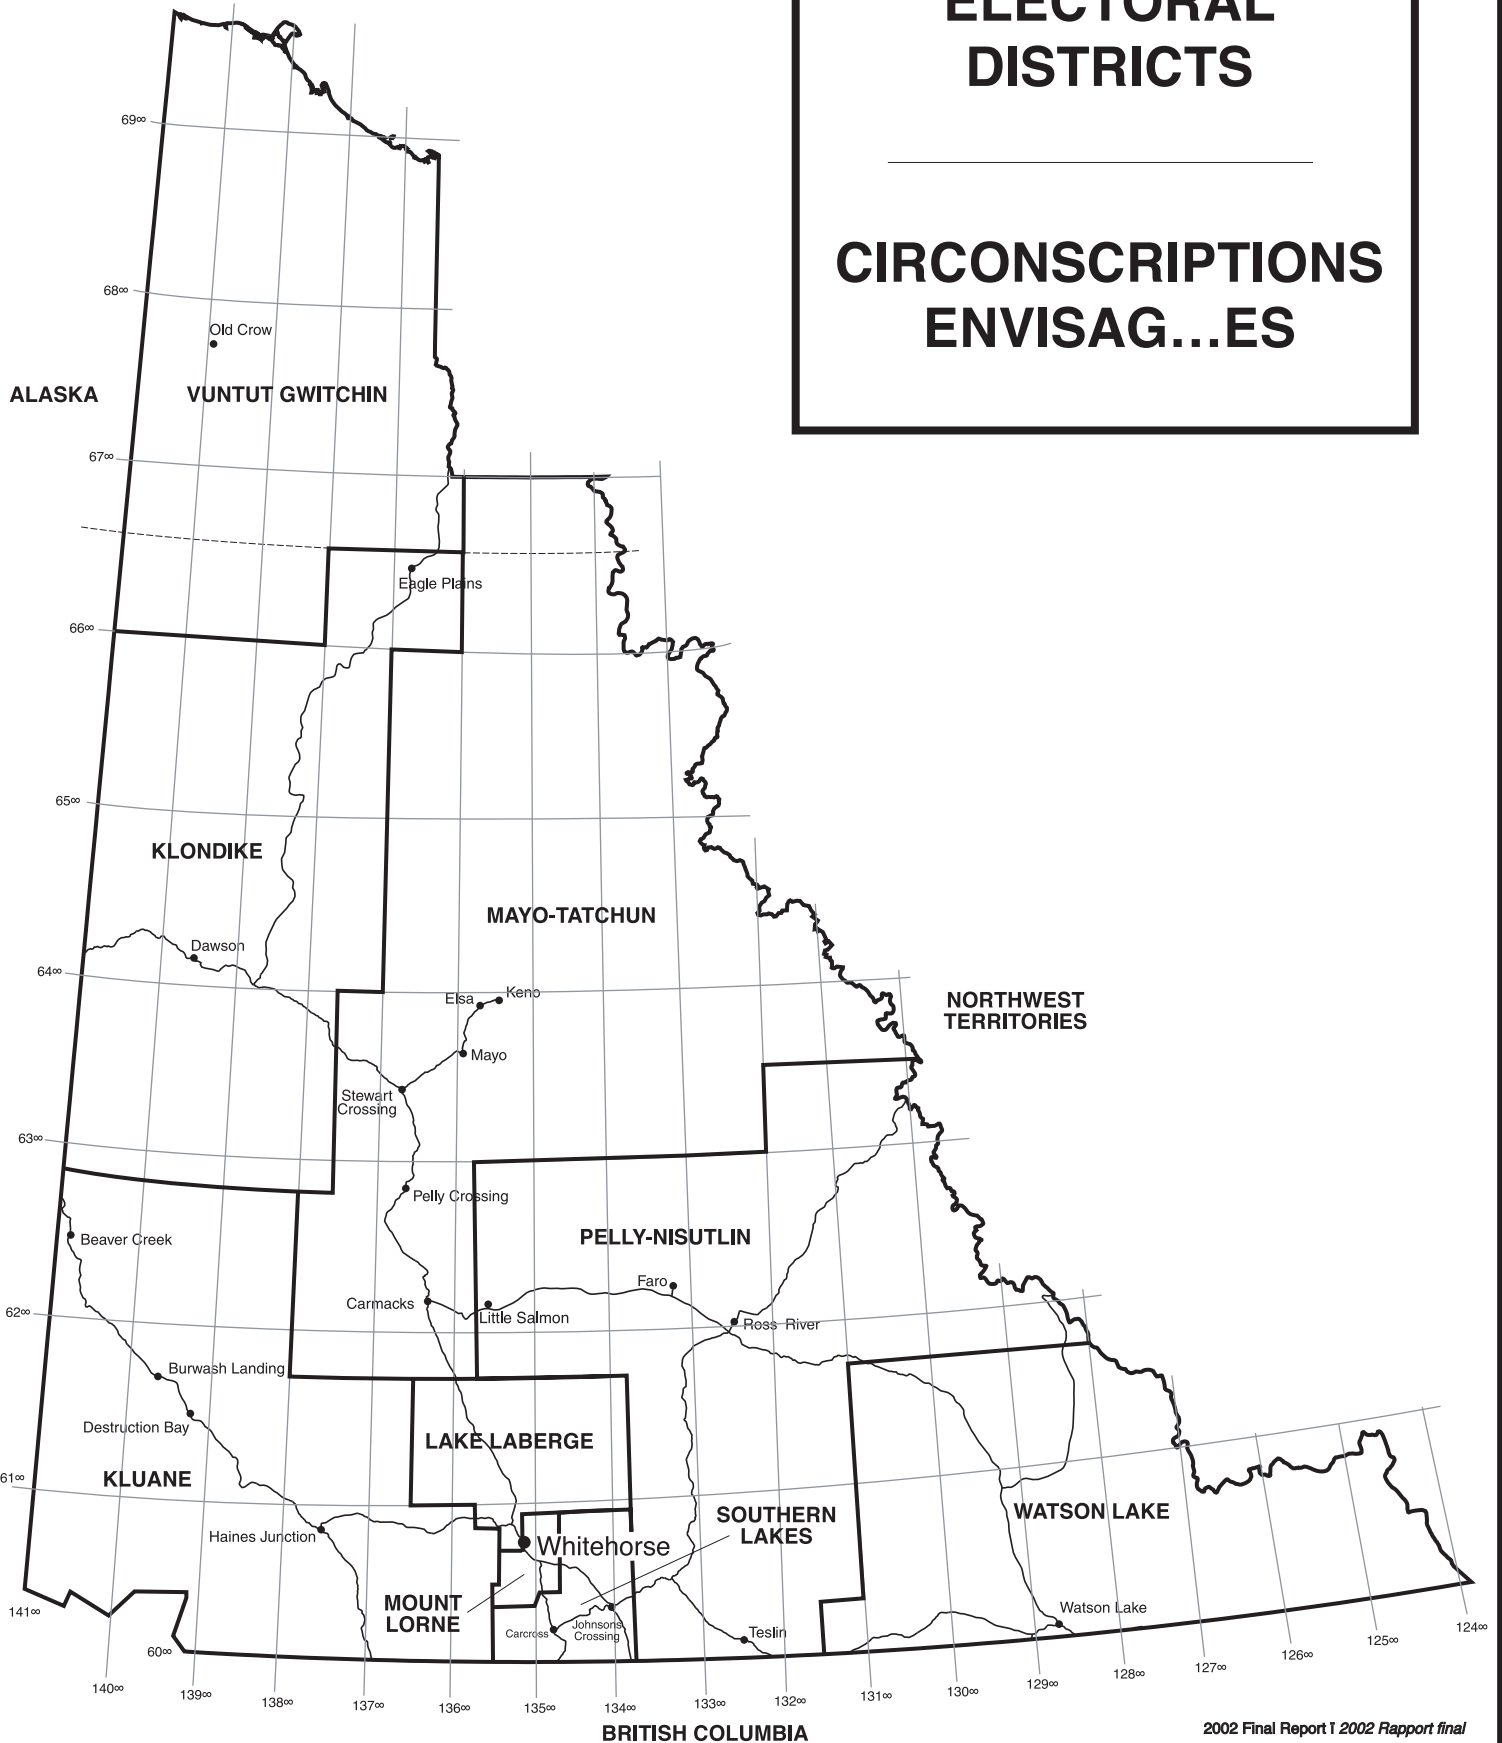 ELECTORAL
DISTRICTS
CIRCONSCRIPTIONS
ENVISAG...ES
69∞
68∞
Old Crow
ALASKA
VUNTUT GWITCHIN
67∞
Eagle Plains
66∞
65∞
KLONDIKE
MAYO-TATCHUN
Dawson
64∞
Elsa
Keno
NORTHWEST
TERRITORIES
Mayo
Stewart
Crossing
63∞
Pelly Crossing
Beaver Creek
PELLY-NISUTLIN
Faro
Carmacks
62∞
Little Salmon
Ross River
Burwash Landing
Destruction Bay
LAKE LABERGE
KLUANE
61∞
SOUTHERN
LAKES
WATSON LAKE
Haines Junction
Whitehorse
MOUNT
LORNE
141∞
Watson Lake
Carcross
Johnsons
Crossing
Teslin
60∞
140∞
139∞
138∞
137∞
136∞
135∞
134∞
133∞
132∞
131∞
130∞
129∞
128∞
127∞
126∞
125∞
124∞
BRITISH COLUMBIA
2002 Final Report Ï 2002 Rapport final